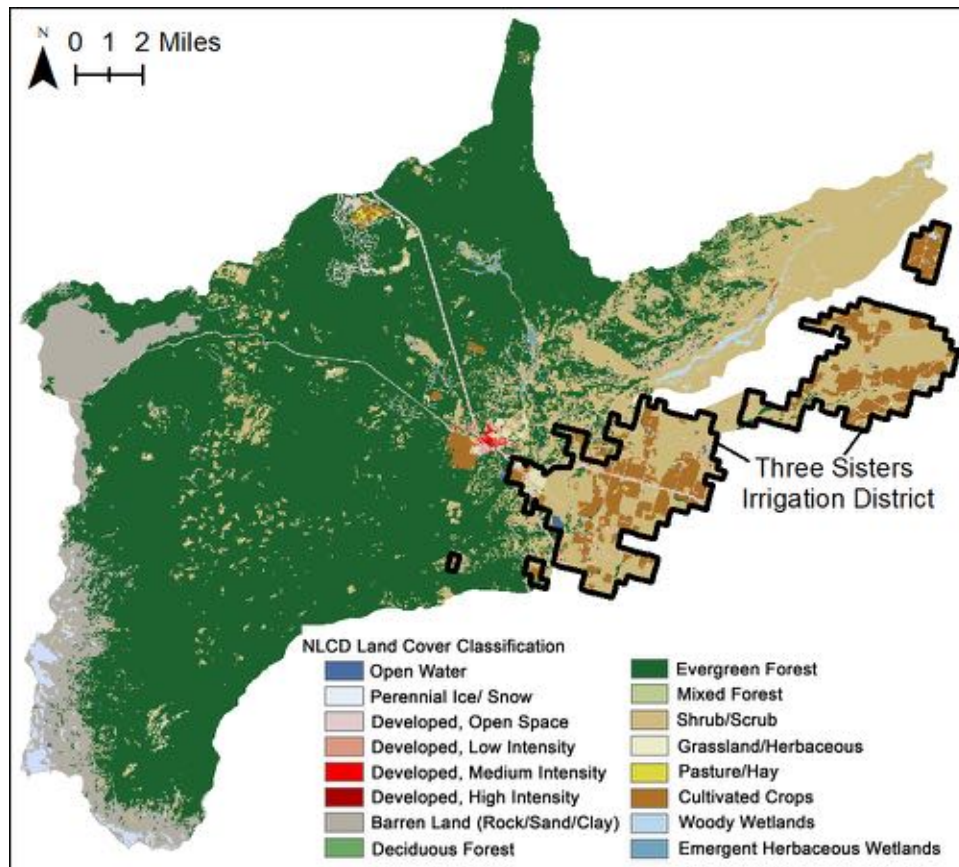 N
0 1 2 Miles
Three Sisters
Irrigation District
NLCD Land Cover Classification
Open Water
Perennial Ice/ Snow
Developed, Open Space
Developed, Low Intensity
Developed, Medium Intensity
Developed, High Intensity
Barren Land (Rock/Sand/Clay)
Deciduous Forest
Evergreen Forest
Mixed Forest
Shrub/Scrub
Grassland/Herbaceous
Pasture/Hay
Cultivated Crops
Woody Wetlands
Emergent Herbaceous Wetlands